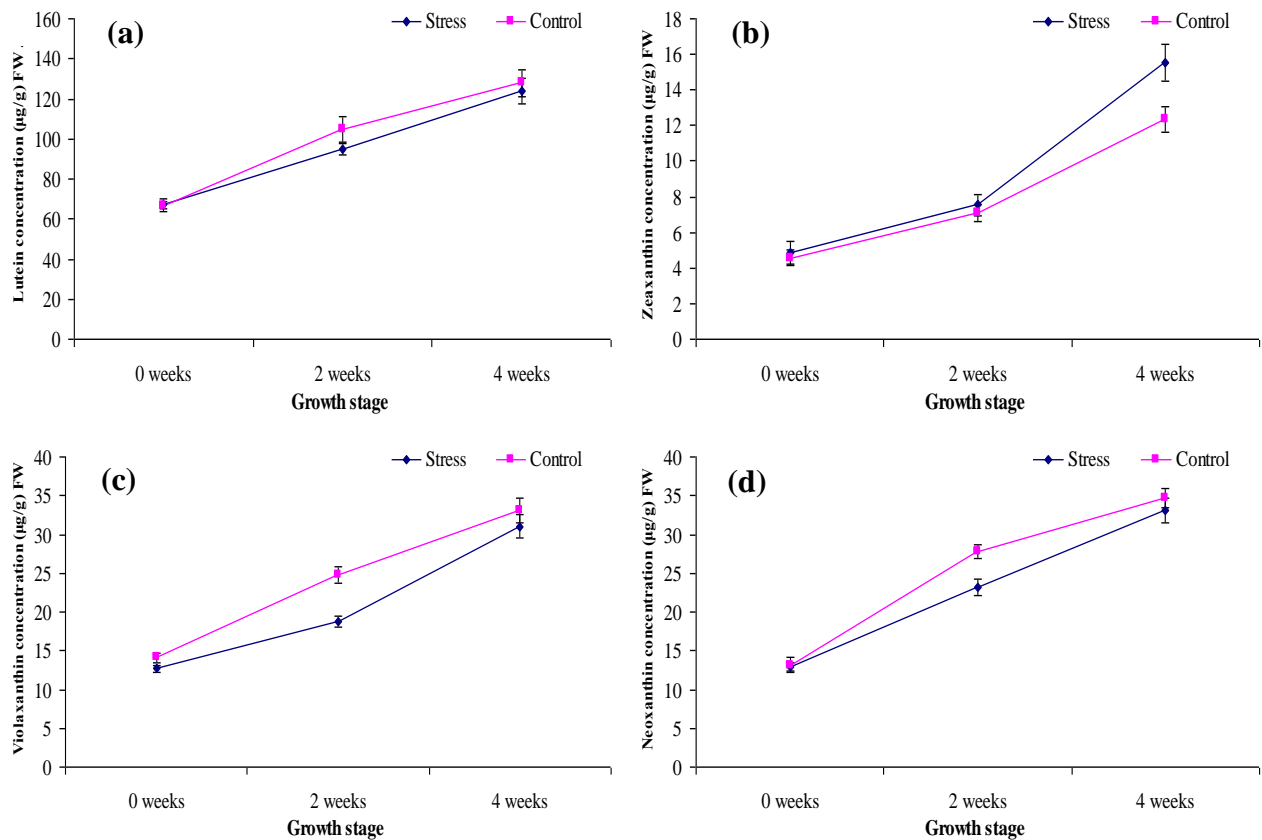 (a)
Stress
Control
Lutein concentration (µg/g) FW .
160
140
120
100
80
60
40
20
0
0 weeks
2 weeks
4 weeks
Growth stage
(b)
Stress
Control
Zeaxanthin concentration (µg/g) FW
18
16
14
12
10
8
6
4
2
0
0 weeks
2 weeks
4 weeks
Growth stage
(c)
Stress
Control
Violaxanthin concentration (µg/g) FW
40
35
30
25
20
15
10
5
0
0 weeks
2 weeks
4 weeks
Growth stage
(d)
Stress
Control
Neoxanthin concentration (µg/g) FW
40
35
30
25
20
15
10
5
0
0 weeks
2 weeks
4 weeks
Growth stage